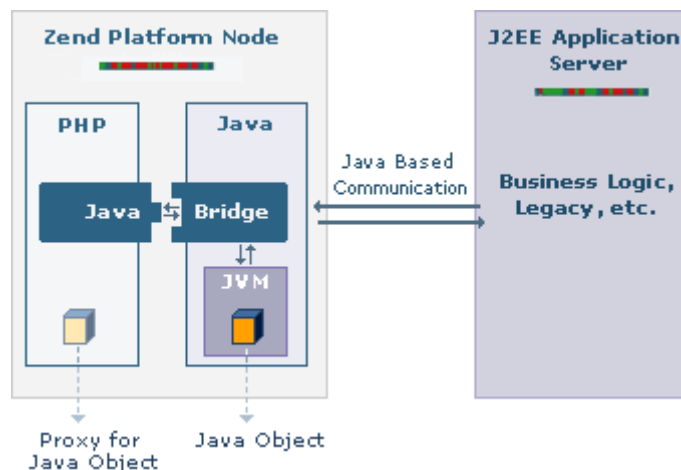 Zend Platform Node
J2EE Application
Server
PHP
Java
Java Based
Communication
Business Logic,
Legacy, etc.
Java
Bridge
JVM
Proxy for
Java Object
Java Object